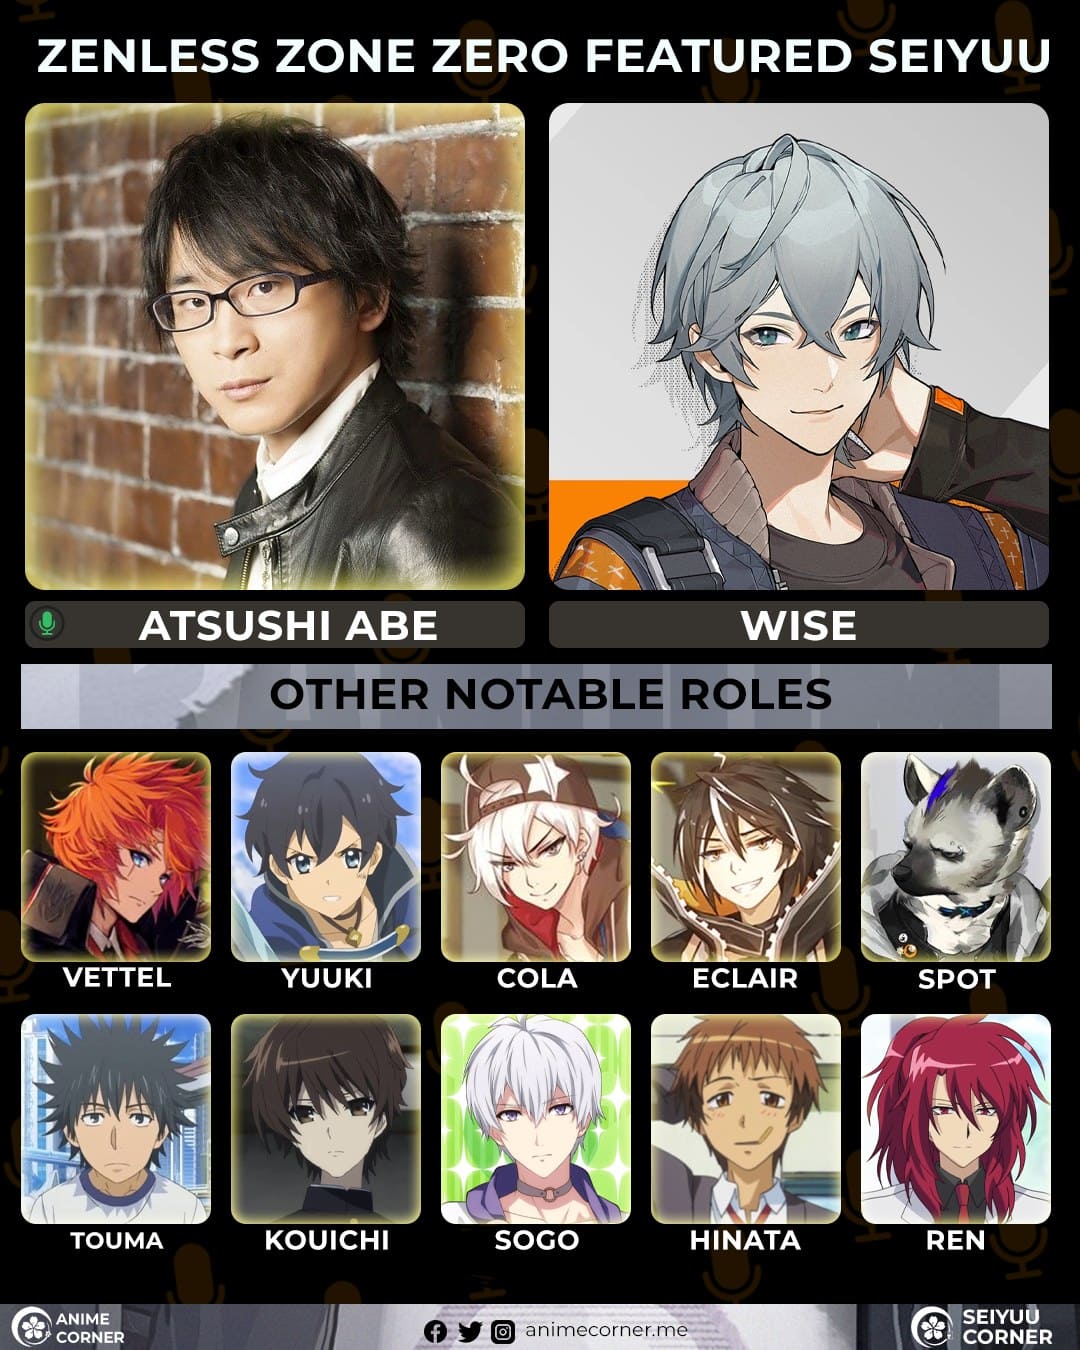 ZENLESS ZONE ZERO FEATURED SEIYUU
ATSUSHI ABE
WISE
OTHER NOTABLE ROLES
VETTEL
YUUKI
COLA
ECLAIR
SPOT
TOUMA
KOUICHI
SOGO
HINATA
REN
ANIME
CORNER
animecorner.me
SEIYUU
CORNER